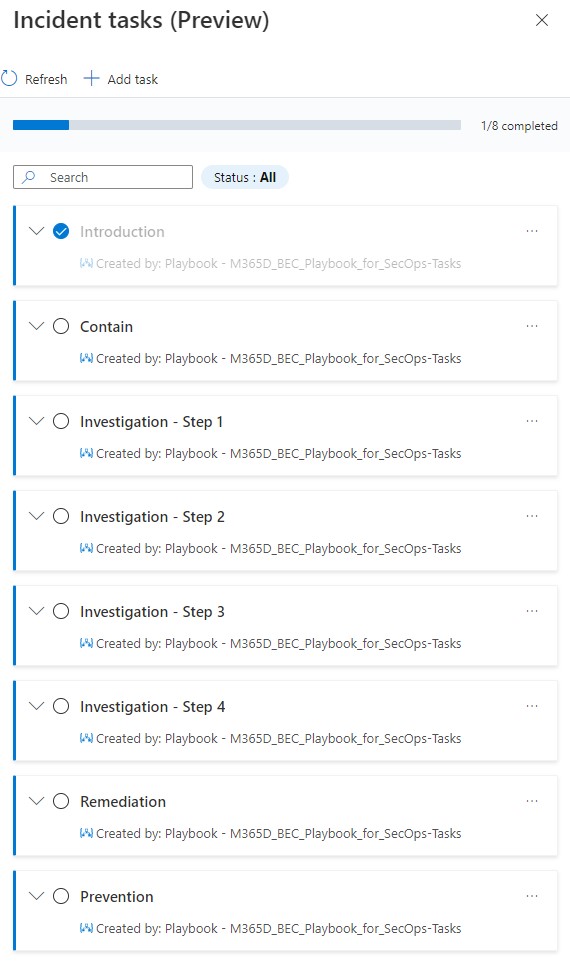 Incident tasks (Preview)
Refresh Add task
1/8 completed
Search Status : All
Introduction
Created by: Playbook - M365D_BEC_Playbook_for_SecOps-Tasks
Contain
Created by: Playbook - M365D_BEC_Playbook_for_SecOps-Tasks
Investigation - Step 1
Created by: Playbook - M365D_BEC_Playbook_for_SecOps-Tasks
Investigation - Step 2
Created by: Playbook - M365D_BEC_Playbook_for_SecOps-Tasks
Investigation - Step 3
Created by: Playbook - M365D_BEC_Playbook_for_SecOps-Tasks
Investigation - Step 4
Created by: Playbook - M365D_BEC_Playbook_for_SecOps-Tasks
Remediation
Created by: Playbook - M365D_BEC_Playbook_for_SecOps-Tasks
Prevention
Created by: Playbook - M365D_BEC_Playbook_for_SecOps-Tasks